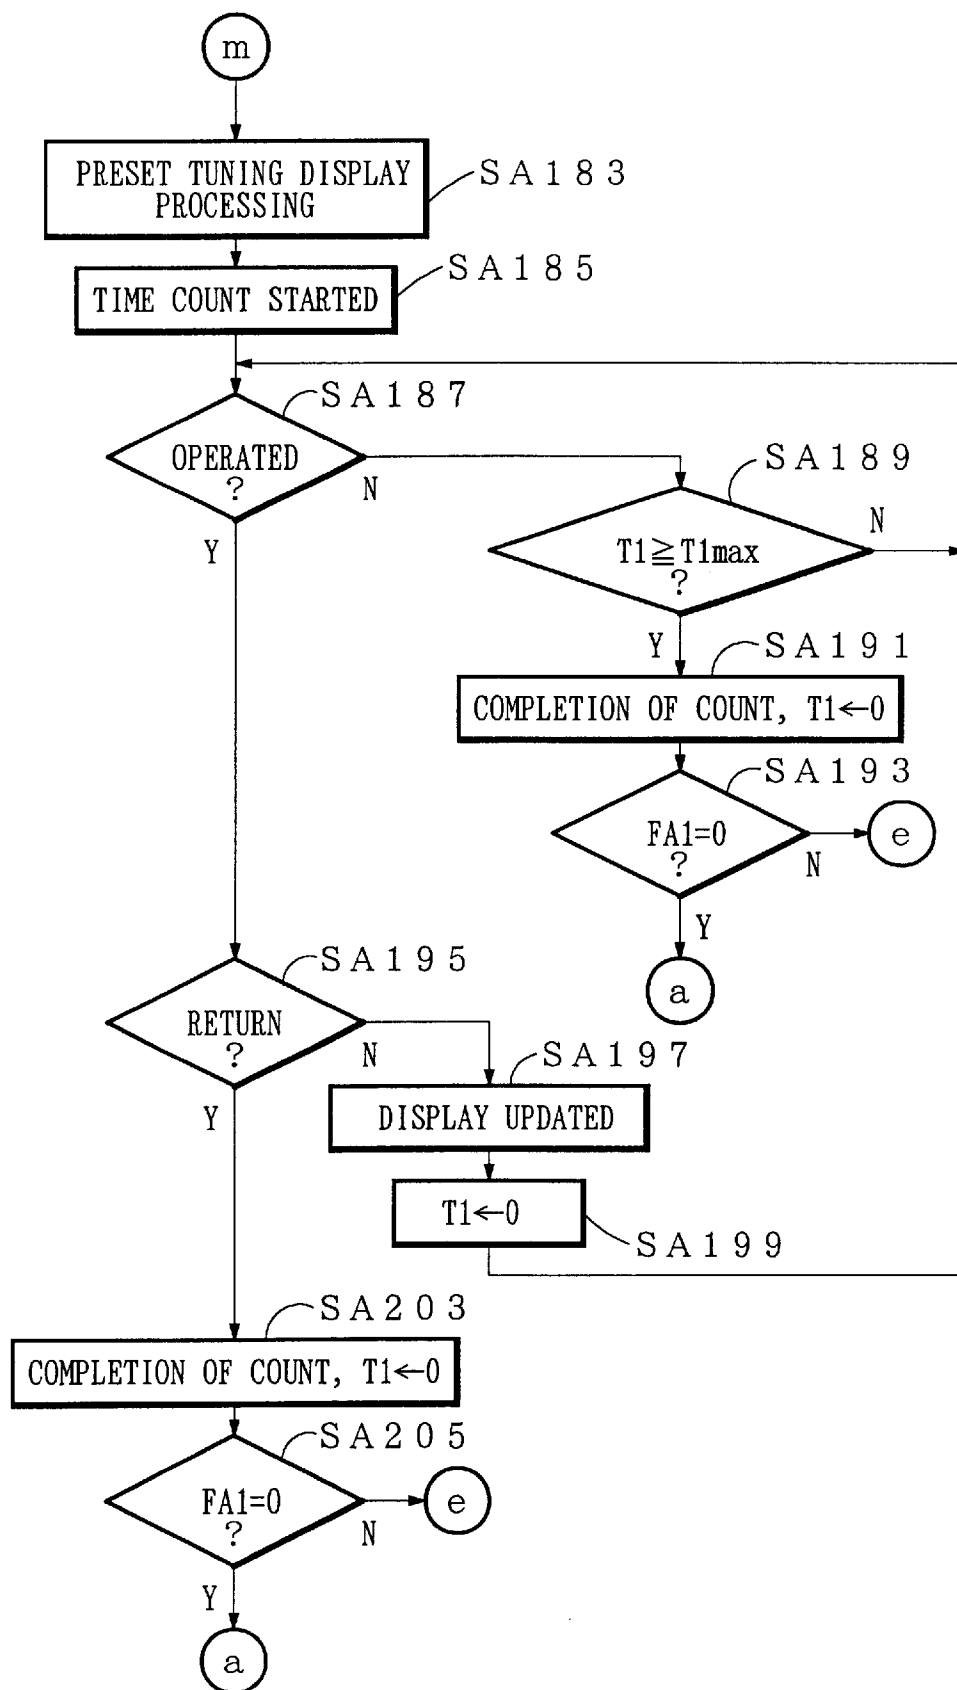 m
PRESET TUNING DISPLAY
PROCESSING
SA183
TIME COUNT STARTED
SA185
SA187
OPERATED
?
N
Y
SA189
T1≧T1max
?
N
Y
SA191
COMPLETION OF COUNT, T1←0
SA193
FA1=0
?
N
e
Y
a
SA195
RETURN
?
N
Y
SA197
DISPLAY UPDATED
T1←0
SA199
SA203
COMPLETION OF COUNT, T1←0
SA205
FA1=0
?
N
e
Y
a